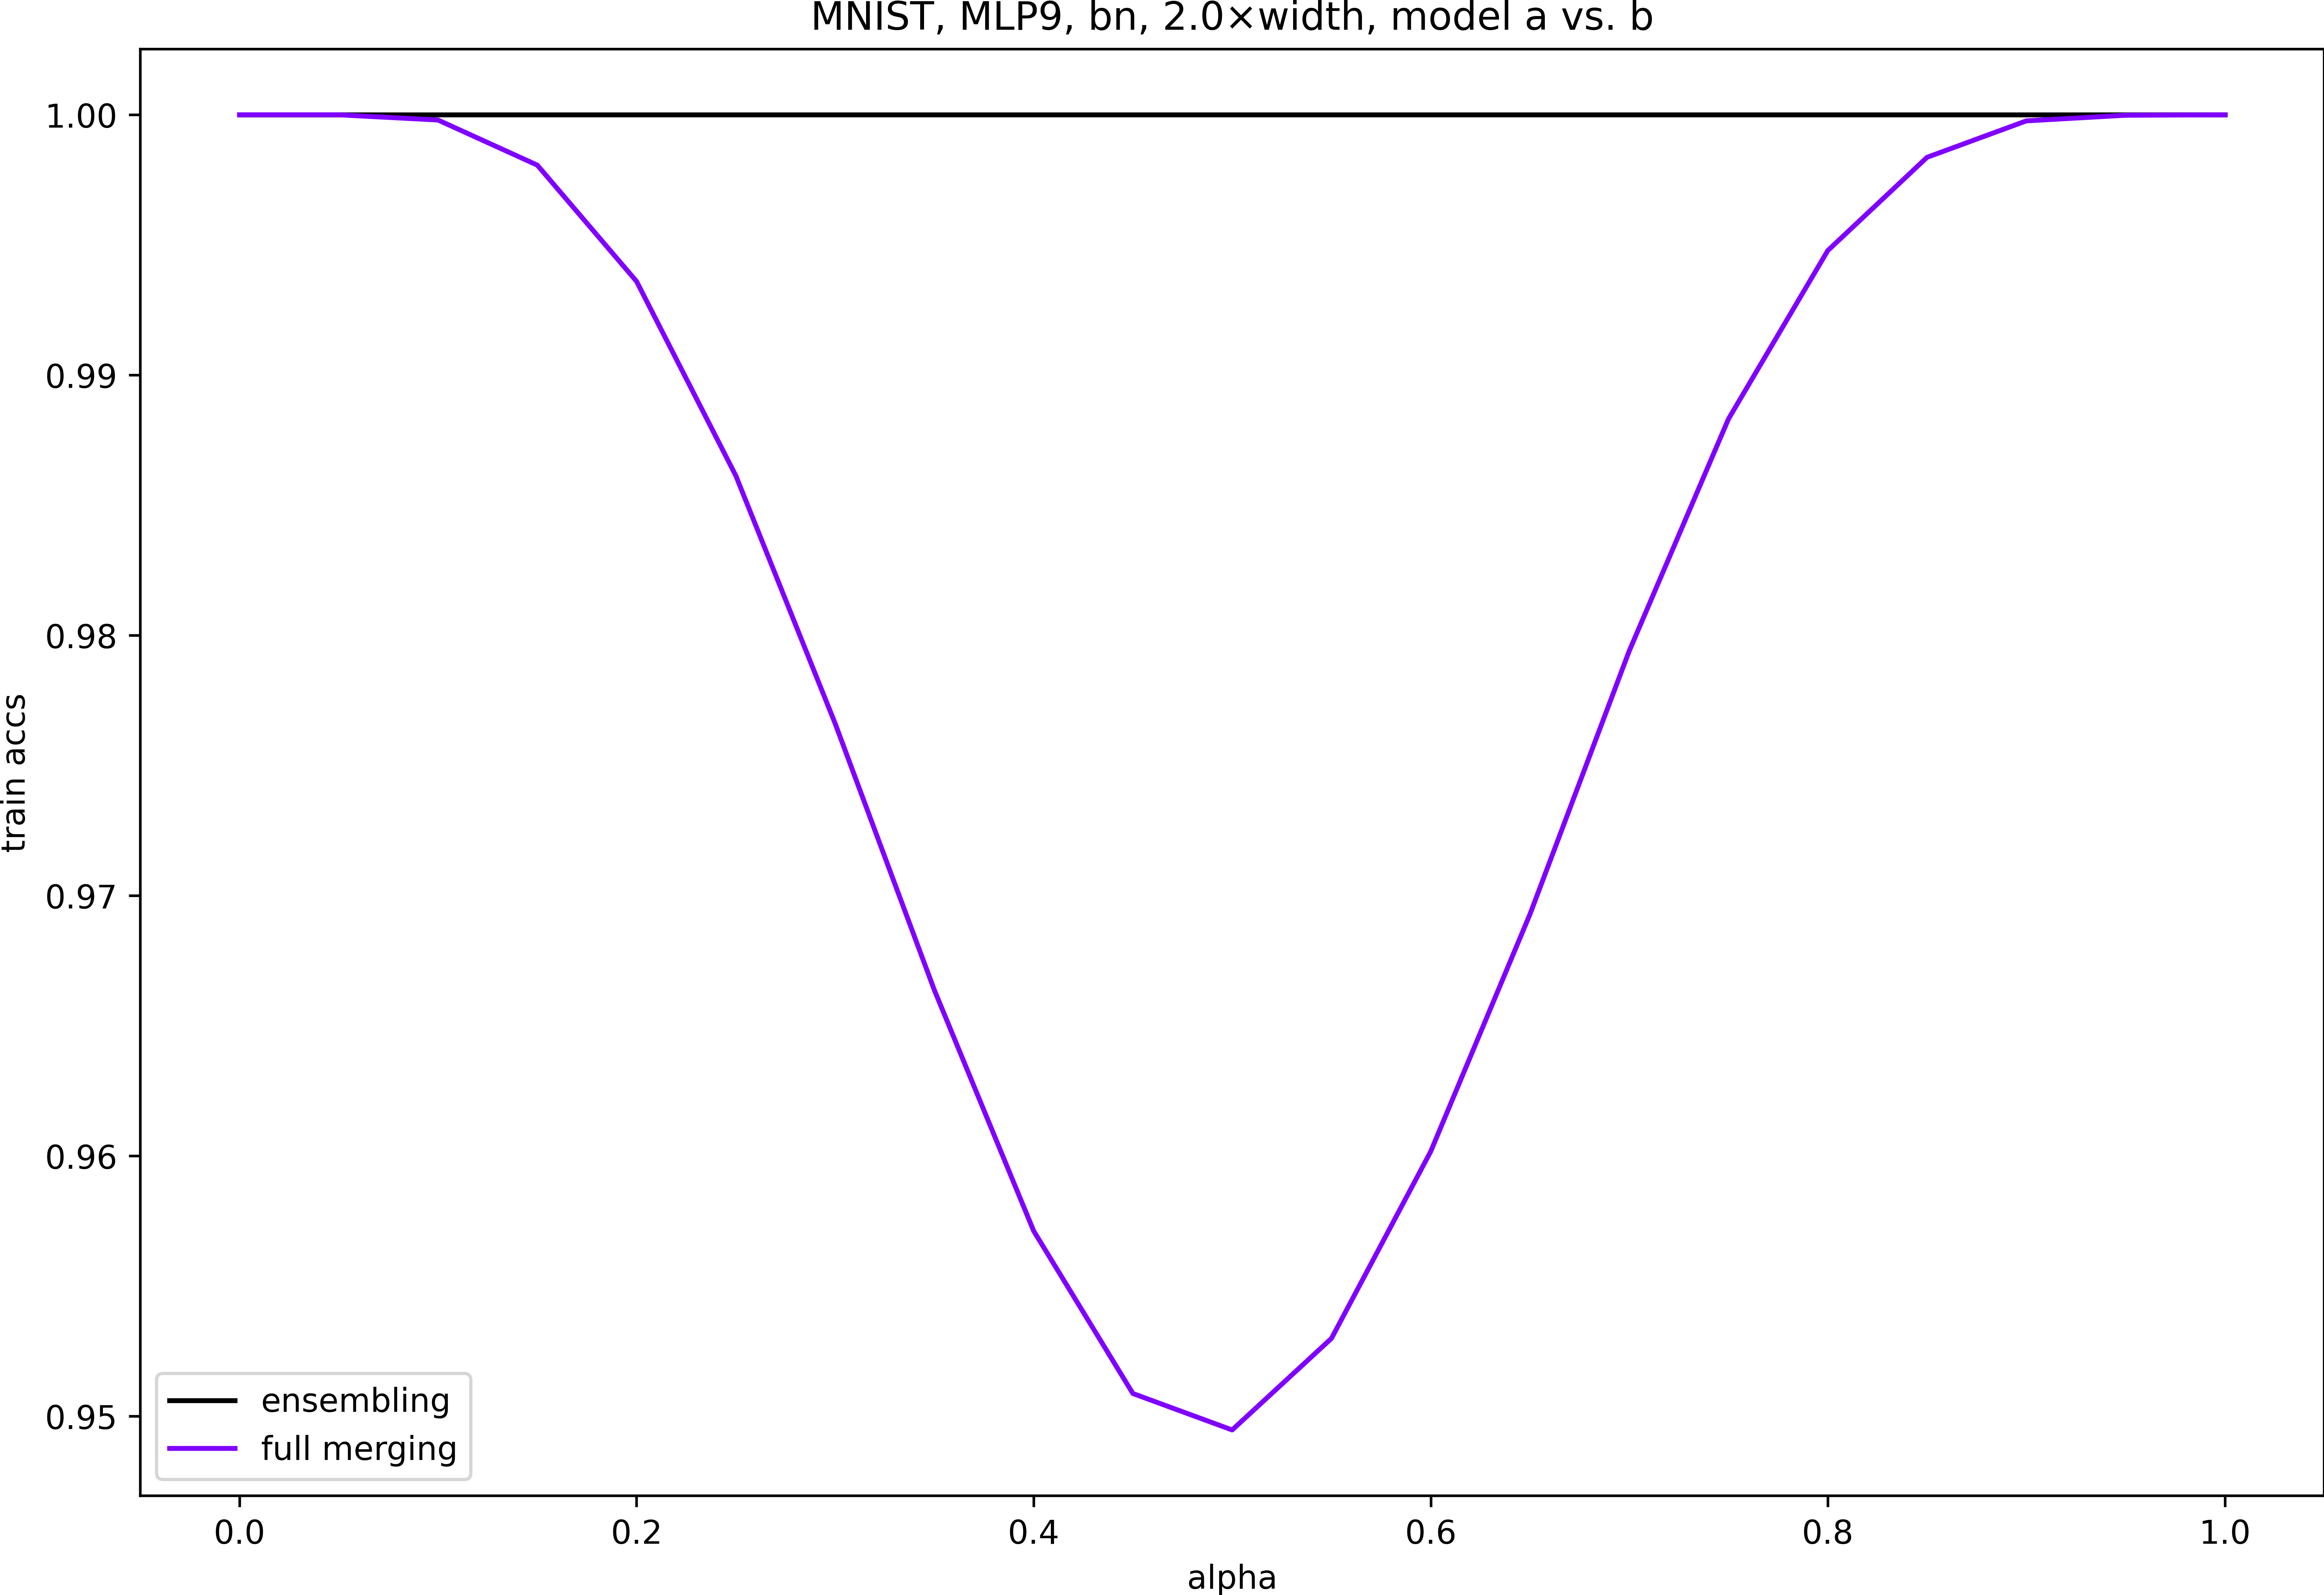 MNIST, MLP9, bn, 2.0×width, model a vs. b
1.00
0.99
0.98
0.97
0.96
0.95
train accs
ensembling
full merging
0.0 0.2 0.4 0.6 0.8 1.0
alpha